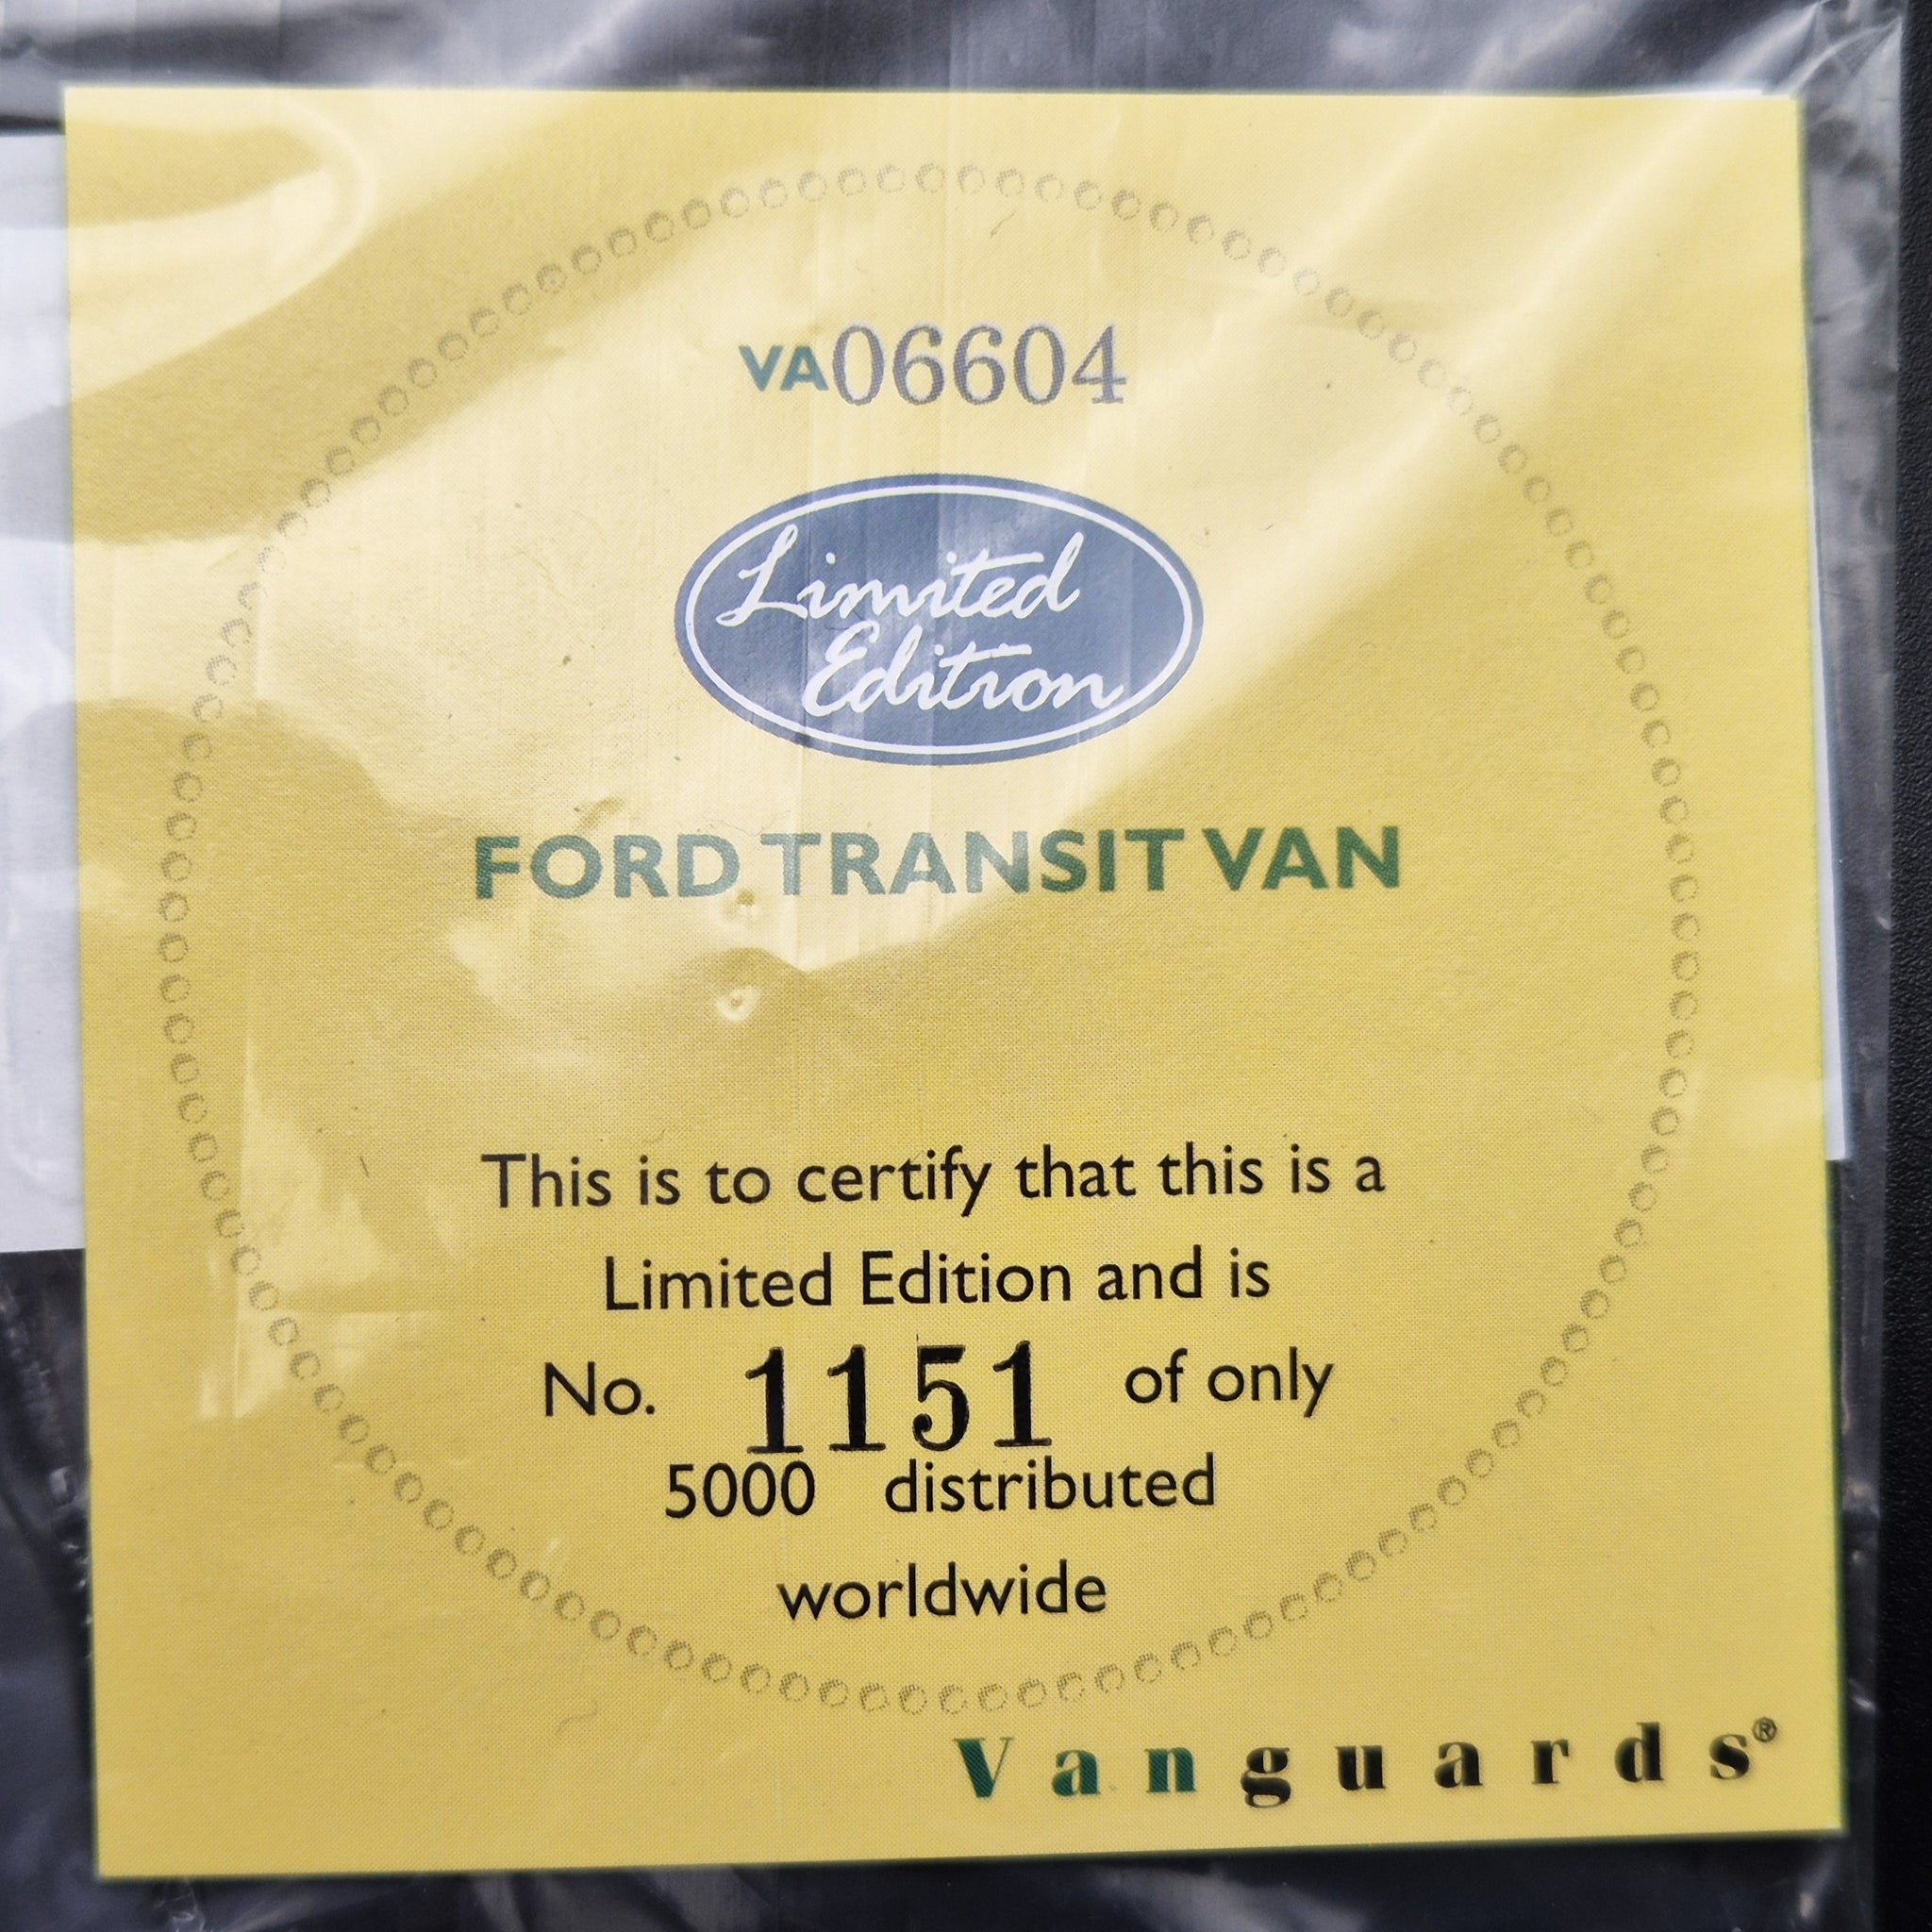 VA06604
Limited
Edition
FORD TRANSIT VAN
This is to certify that this is a
Limited Edition and is
No. 1151 of only
5000 distributed
worldwide
Vanguards®